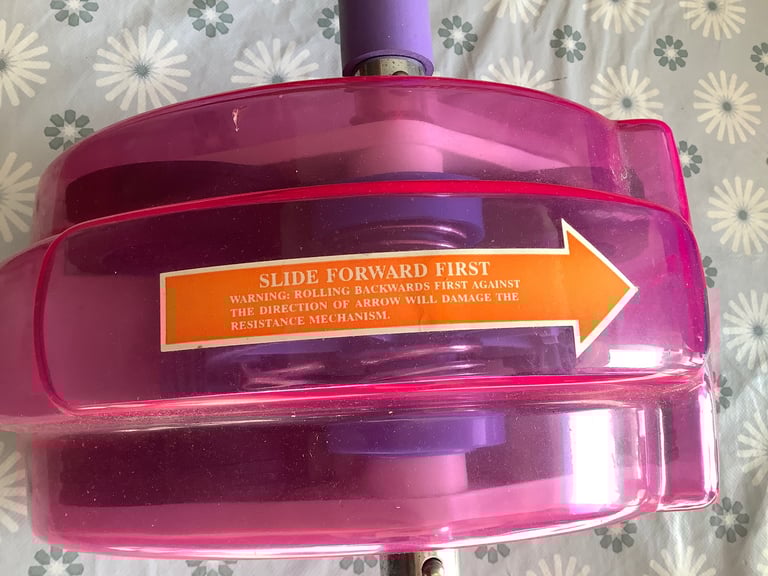 SLIDE FORWARD FIRST
WARNING: ROLLING BACKWARDS FIRST AGAINST
THE DIRECTION OF ARROW WILL DAMAGE THE
RESISTANCE MECHANISM.